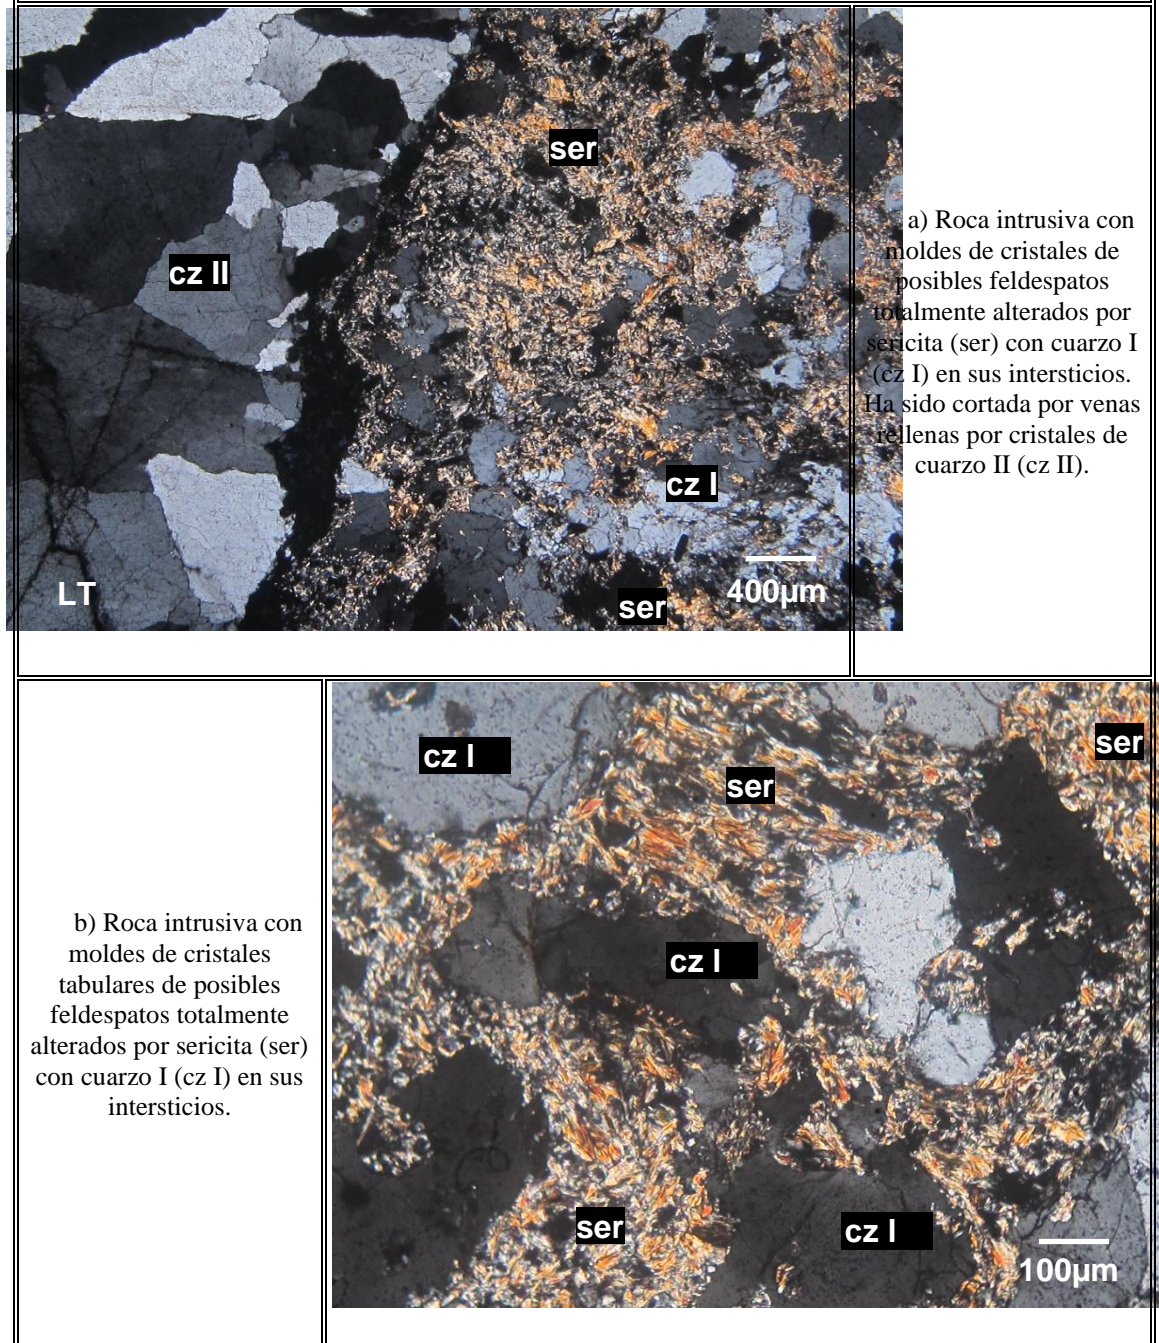 ser
cz II
cz I
LT
ser
400µm
a) Roca intrusiva con
moldes de cristales de
posibles feldespatos
totalmente alterados por
sericita (ser) con cuarzo I
(cz I) en sus intersticios.
Ha sido cortada por venas
rellenas por cristales de
cuarzo II (cz II).
b) Roca intrusiva con
moldes de cristales
tabulares de posibles
feldespatos totalmente
alterados por sericita (ser)
con cuarzo I (cz I) en sus
intersticios.
cz I
ser
ser
cz I
ser
cz I
100µm